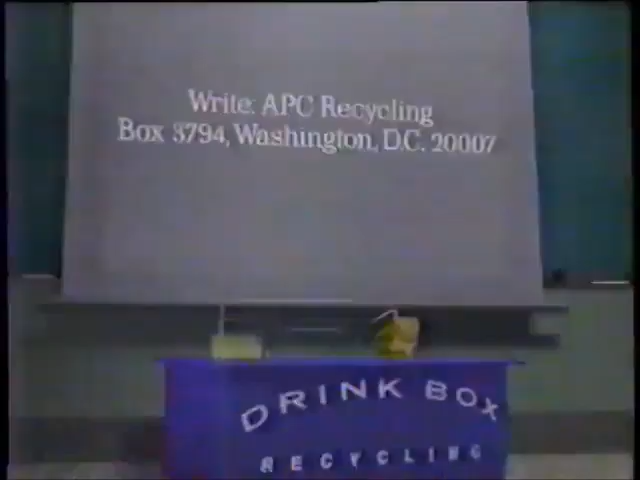 Write: APC Recycling
Box 3794, Washington, D.C. 20007
DRINK BOX
RECYCLING